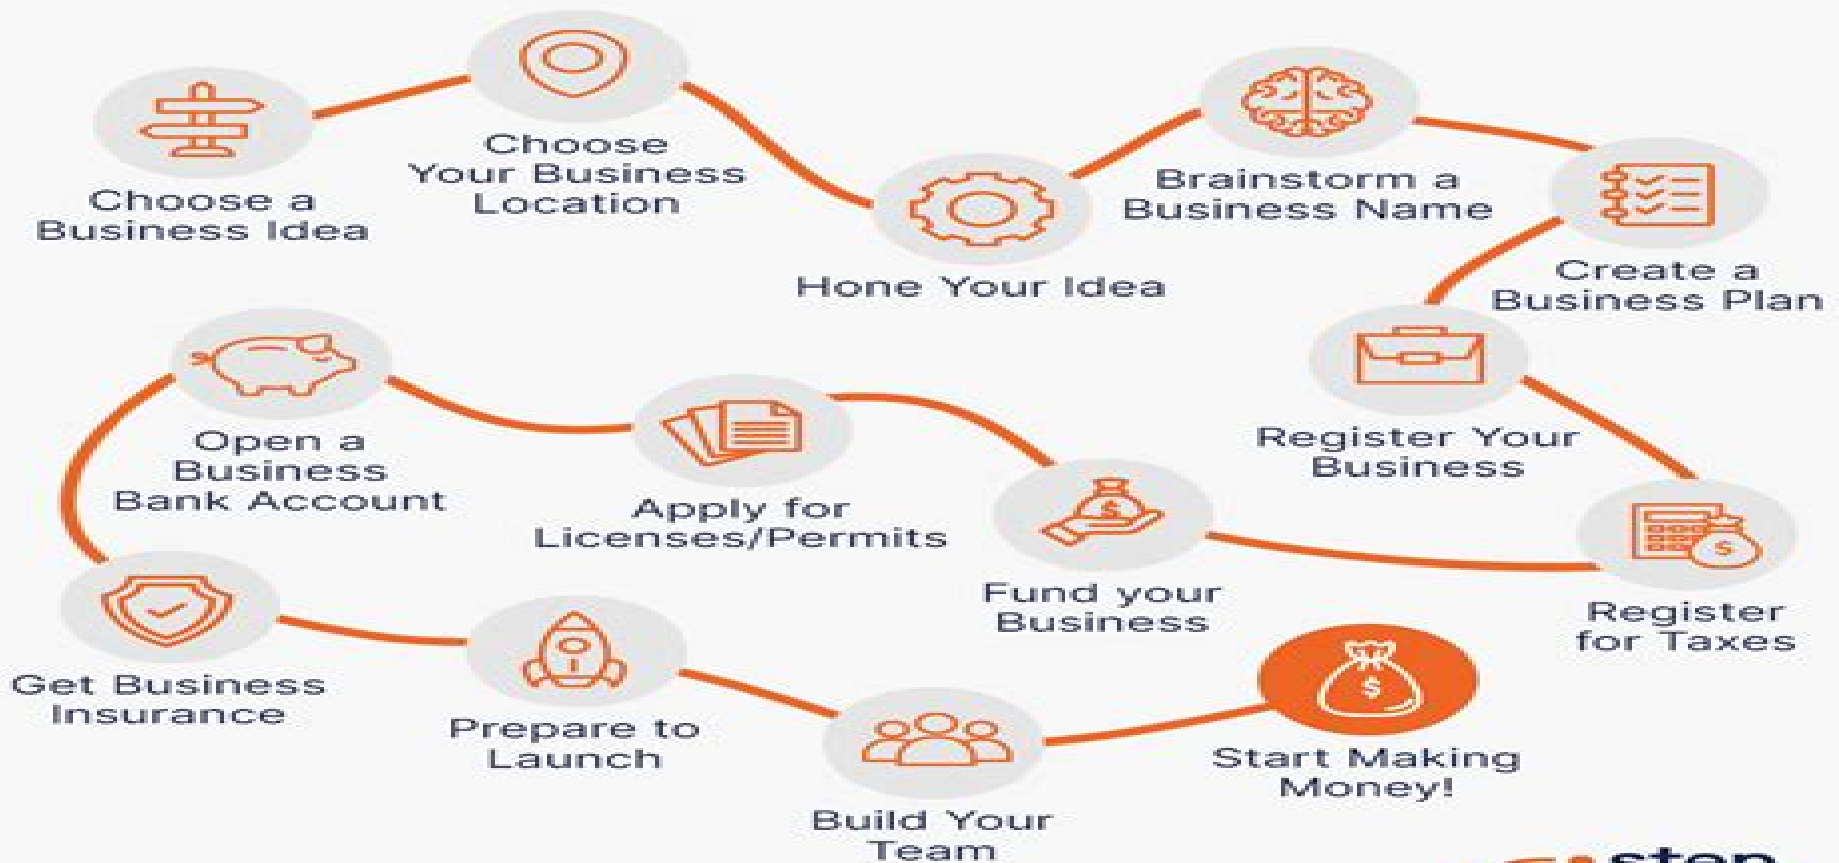 Choose a
Business Idea
Choose
Your Business
Location
Hone Your Idea
Brainstorm a
Business Name
Create a
Business Plan
Register Your
Business
Register
for Taxes
Fund your
Business
Apply for
Licenses/Permits
Open a
Business
Bank Account
Get Business
Insurance
Prepare to
Launch
Build Your
Team
Start Making
Money!
step